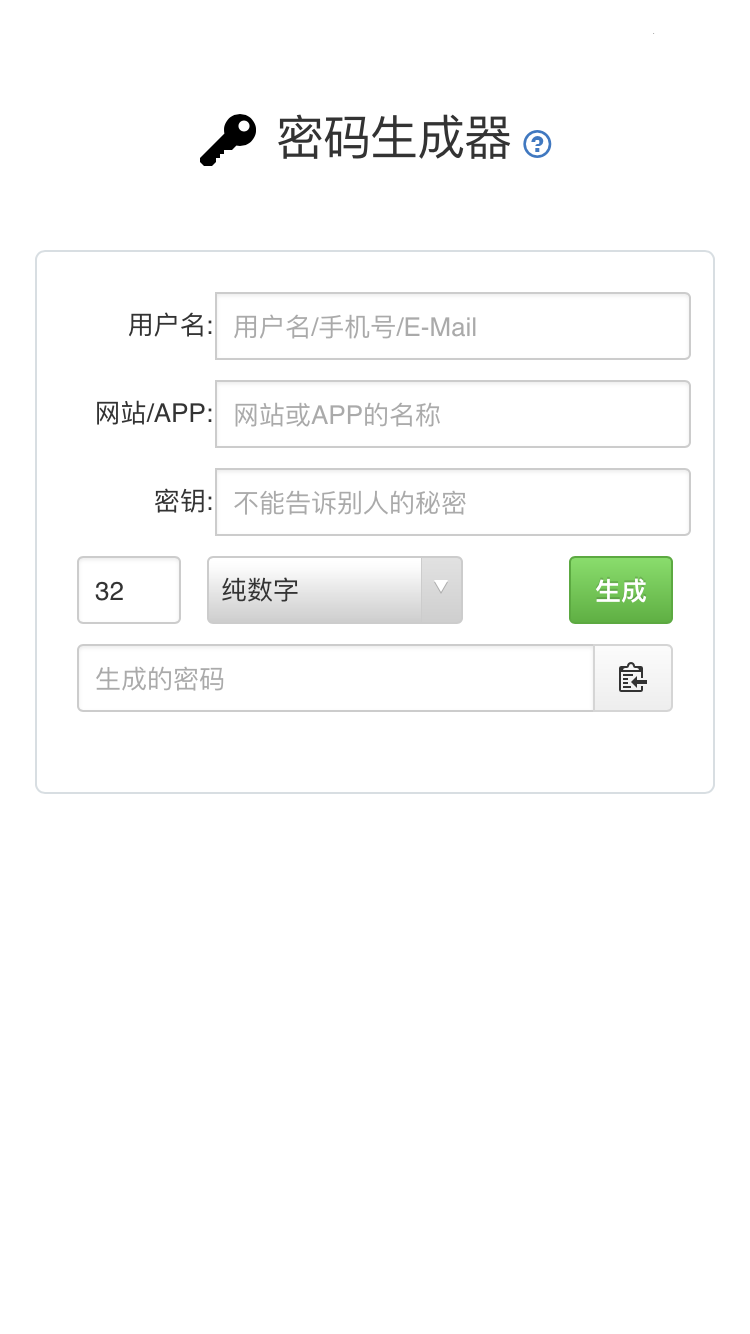 密码生成器 ?
用户名: 用户名/手机号/E-Mail
网站/APP: 网站或APP的名称
密钥: 不能告诉别人的秘密
32 纯数字 生成
生成的密码